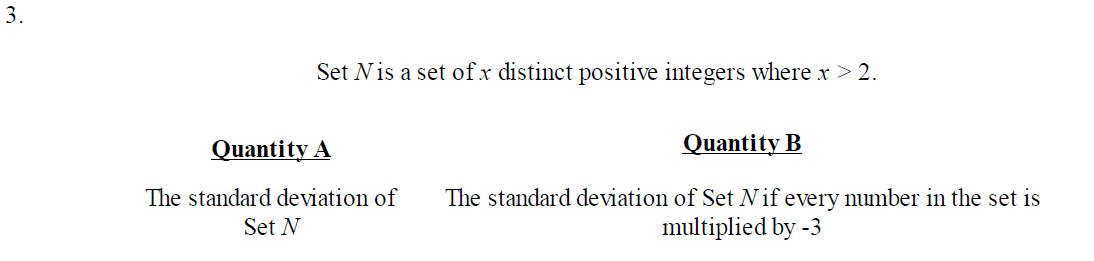 3.
Set N is a set of x distinct positive integers where x > 2.
Quantity A
Quantity B
The standard deviation of
Set N
The standard deviation of Set N if every number in the set is
multiplied by -3